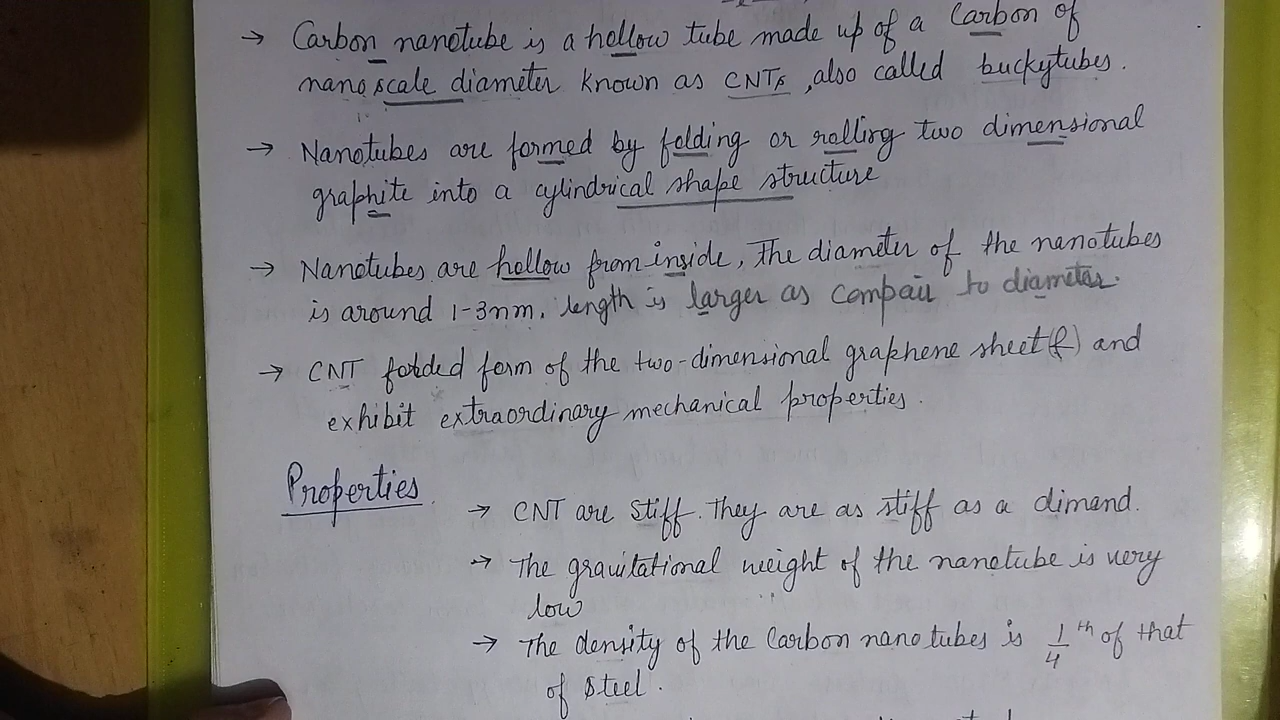 → Carbon nanotube is a hollow tube made up of a Carbon of
nanoscale diameter known as CNTs, also called buckytubes.
→ Nanotubes are formed by folding or rolling two dimensional
graphite into a cylindrical shape structure
→ Nanotubes are hollow from inside, The diameter of the nanotubes
is around 1-3nm. length is larger as compair to diameter.
→ CNT folded form of the two-dimensional graphene sheet(f) and
exhibit extraordinary mechanical properties.
Properties
→ CNT are stiff. They are as stiff as a dimand.
→ The gravitational weight of the nanotube is very
low
→ The density of the Carbon nano tubes is 1/4 th of that
of steel.